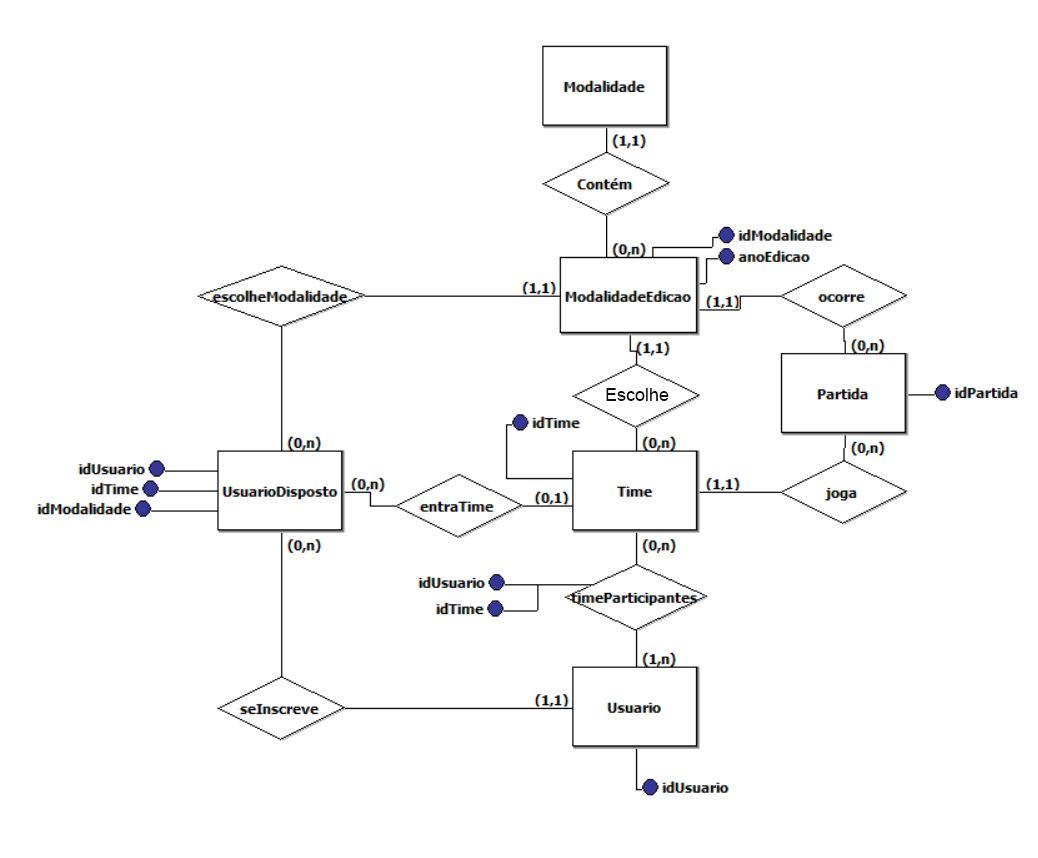 Modalidade
(1,1)
Contém
(0,n)
idModalidade
anoEdicao
escolheModalidade
(1,1)
ModalidadeEdicao
(1,1)
ocorre
(1,1)
(0,n)
Escolhe
Partida
idPartida
idTime
(0,n)
(0,n)
(0,n)
idUsuario
idTime
idModalidade
UsuarioDisposto
(0,n)
entraTime
(0,1)
Time
(1,1)
joga
(0,n)
(0,n)
idUsuario
idTime
timeParticipantes
(1,n)
seInscreve
(1,1)
Usuario
idUsuario